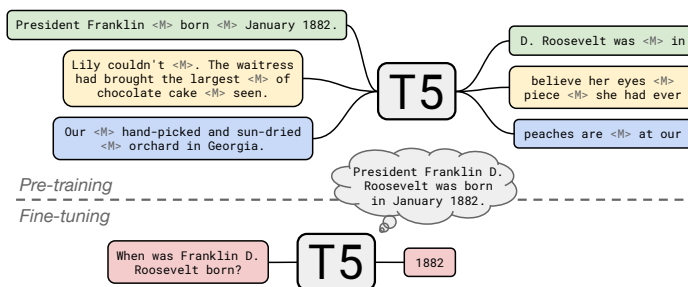 President Franklin <M> born <M> January 1882.
Lily couldn't <M>. The waitress
had brought the largest <M> of
chocolate cake <M> seen.
Our <M> hand-picked and sun-dried
<M> orchard in Georgia.
T5
D. Roosevelt was <M> in
believe her eyes <M>
piece <M> she had ever
peaches are <M> at our
Pre-training
President Franklin D.
Roosevelt was born
in January 1882.
Fine-tuning
When was Franklin D.
Roosevelt born?
T5
1882